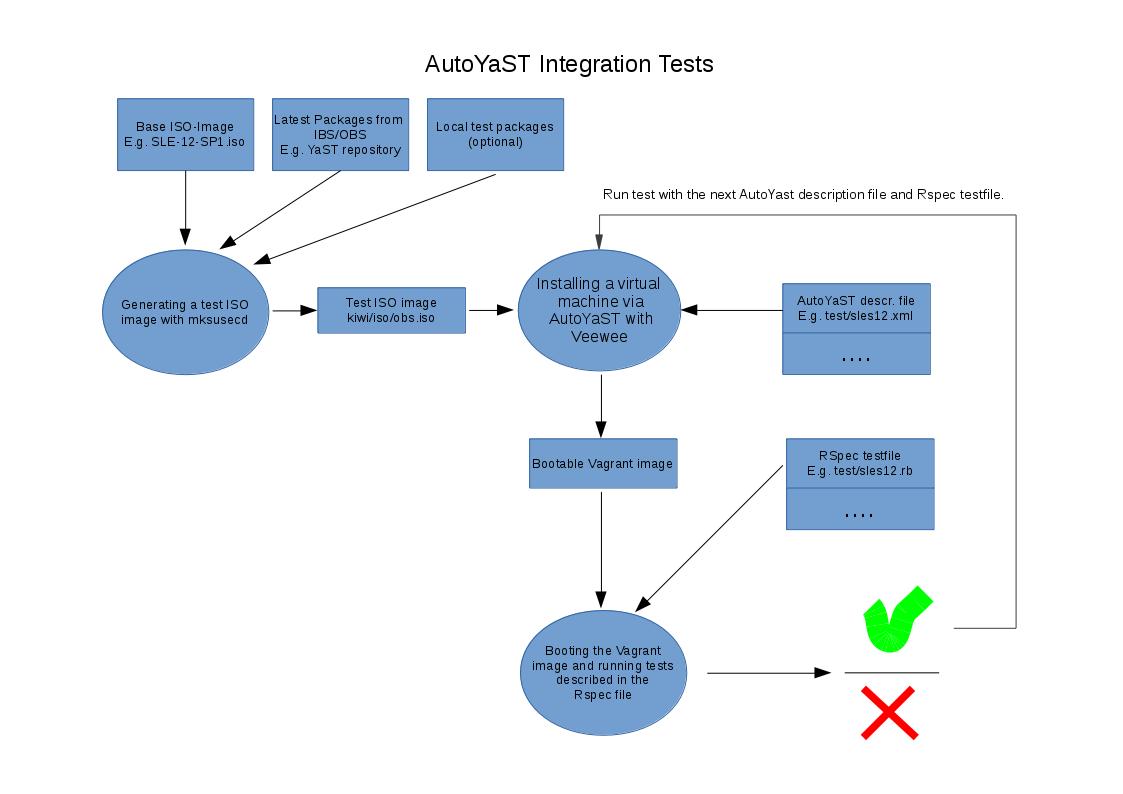 AutoYaST Integration Tests
Base ISO-Image
E.g. SLE-12-SP1.iso
Latest Packages from
IBS/OBS
E.g. YaST repository
Local test packages
(optional)
Run test with the next AutoYast description file and Rspec testfile.
Generating a test ISO
image with mksusecd
Test ISO image
kiwi/iso/obs.iso
Installing a virtual
machine via
AutoYaST with
Veewee
AutoYaST descr. file
E.g. test/sles12.xml
....
Bootable Vagrant image
RSpec testfile
E.g. test/sles12.rb
....
Booting the Vagrant
image and running tests
described in the
Rspec file